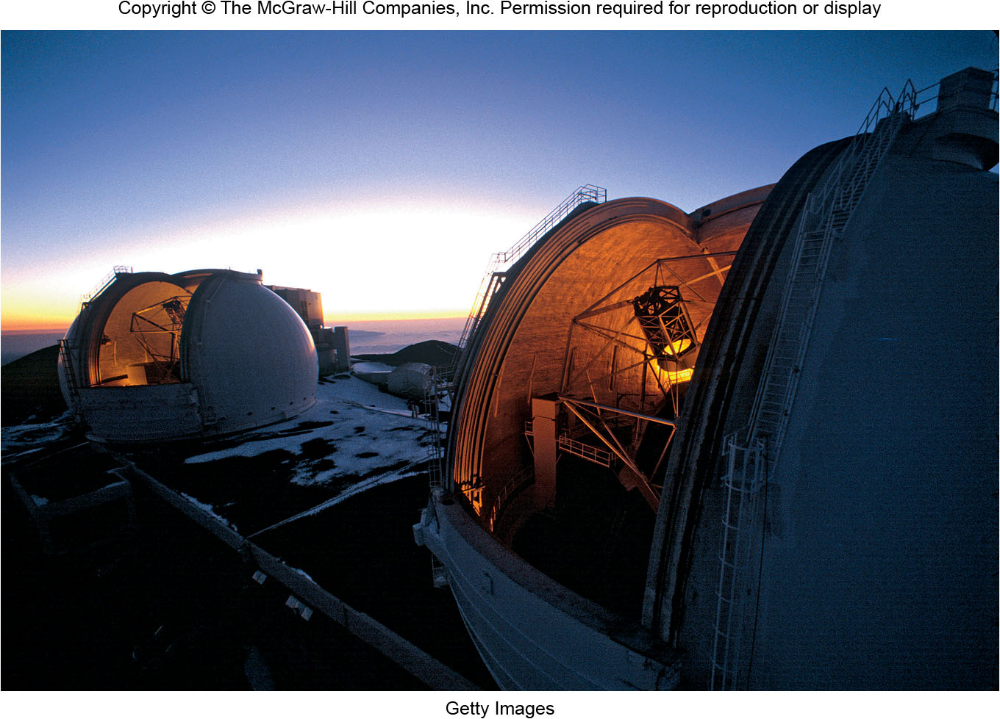 Copyright © The McGraw-Hill Companies, Inc. Permission required for reproduction or display
Getty Images